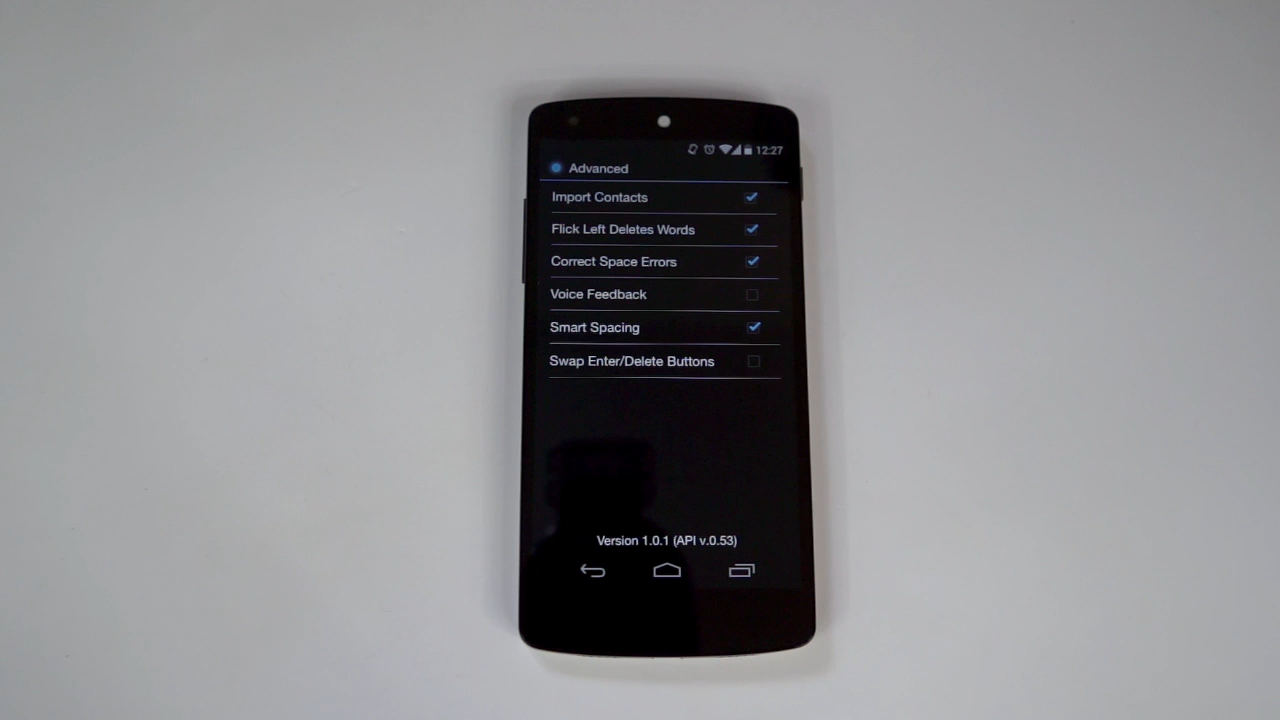 12:27
Advanced
Import Contacts
Flick Left Deletes Words
Correct Space Errors
Voice Feedback
Smart Spacing
Swap Enter/Delete Buttons
Version 1.0.1 (API v.0.53)